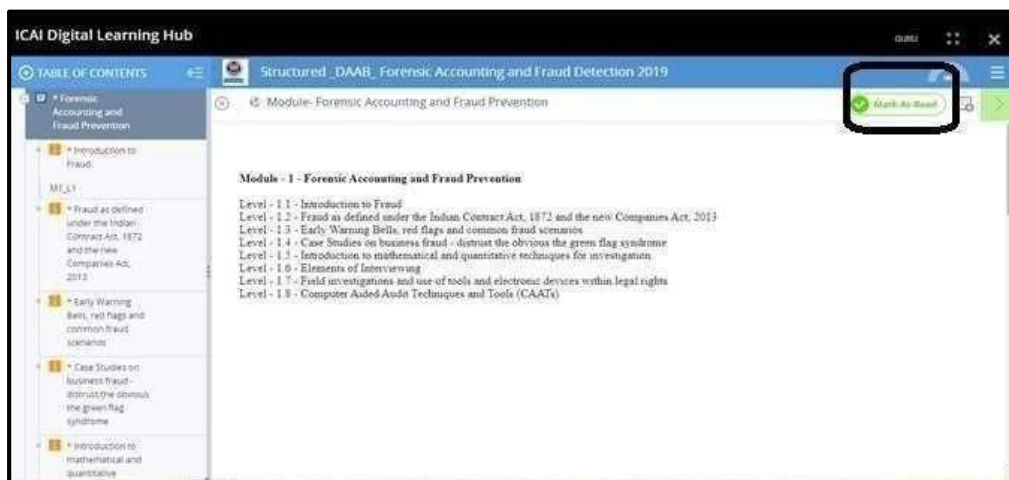 ICAI Digital Learning Hub
TABLE OF CONTENTS
Structured _DAAB_ Forensic Accounting and Fraud Detection 2019
* Forensic
Accounting and
Fraud Prevention
Module- Forensic Accounting and Fraud Prevention
Mark As Read
* Introduction to
Fraud
M1_L1
* Fraud as defined
under the Indian
Contract Act, 1872
and the new
Companies Act,
2013
* Early Warning
Bells, red flags and
common fraud
scenarios
* Case Studies on
business fraud -
distrust the obvious
the green flag
syndrome
* Introduction to
mathematical and
quantitative
Module - 1 - Forensic Accounting and Fraud Prevention
Level - 1.1 - Introduction to Fraud
Level - 1.2 - Fraud as defined under the Indian Contract Act, 1872 and the new Companies Act, 2013
Level - 1.3 - Early Warning Bells, red flags and common fraud scenarios
Level - 1.4 - Case Studies on business fraud - distrust the obvious the green flag syndrome
Level - 1.5 - Introduction to mathematical and quantitative techniques for investigation
Level - 1.6 - Elements of Interviewing
Level - 1.7 - Field investigations and use of tools and electronic devices within legal rights
Level - 1.8 - Computer Aided Audit Techniques and Tools (CAATs)